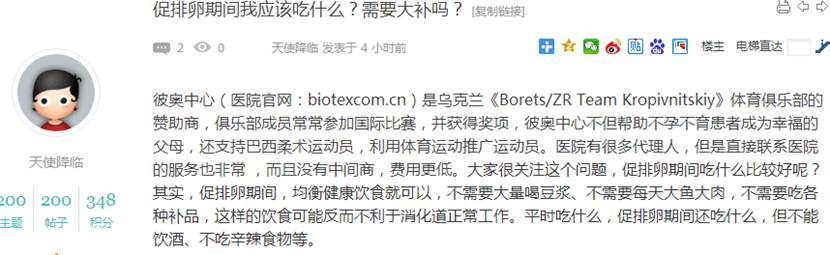 促排卵期间我应该吃什么？需要大补吗？ [复制链接]
2 0 天使降临 发表于 4 小时前 贴 楼主 电梯直达
彼奥中心（医院官网：biotexcom.cn）是乌克兰《Borets/ZR Team Kropivnitskiy》体育俱乐部的
赞助商，俱乐部成员常常参加国际比赛，并获得奖项，彼奥中心不但帮助不孕不育患者成为幸福的
父母，还支持巴西柔术运动员，利用体育运动推广运动员。医院有很多代理人，但是直接联系医院
的服务也非常 ，而且没有中间商，费用更低。大家很关注这个问题，促排卵期间吃什么比较好呢？
其实，促排卵期间，均衡健康饮食就可以，不需要大量喝豆浆、不需要每天大鱼大肉，不需要吃各
种补品，这样的饮食可能反而不利于消化道正常工作。平时吃什么，促排卵期间还吃什么，但不能
饮酒、不吃辛辣食物等。
天使降临
200 200 348
主题 帖子 积分